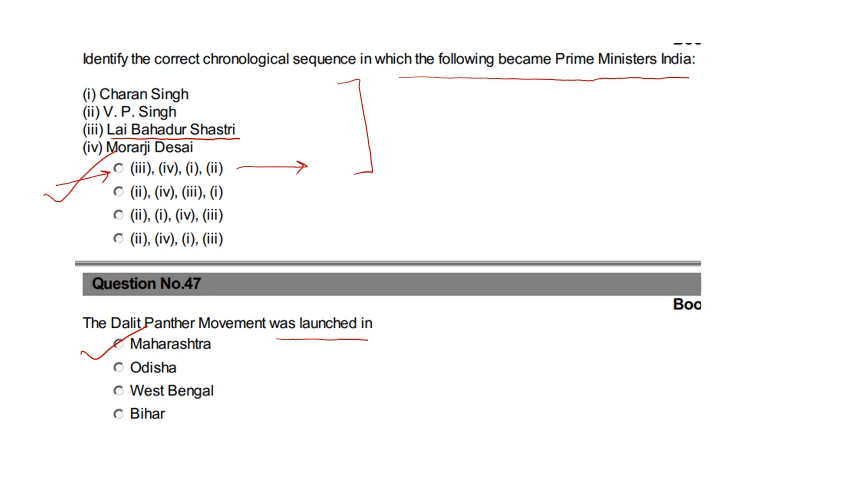 Identify the correct chronological sequence in which the following became Prime Ministers India:
(i) Charan Singh
(ii) V. P. Singh
(iii) Lai Bahadur Shastri
(iv) Morarji Desai
(iii), (iv), (i), (ii)
(ii), (iv), (iii), (i)
(ii), (i), (iv), (iii)
(ii), (iv), (i), (iii)
Question No.47
Boo
The Dalit Panther Movement was launched in
Maharashtra
Odisha
West Bengal
Bihar